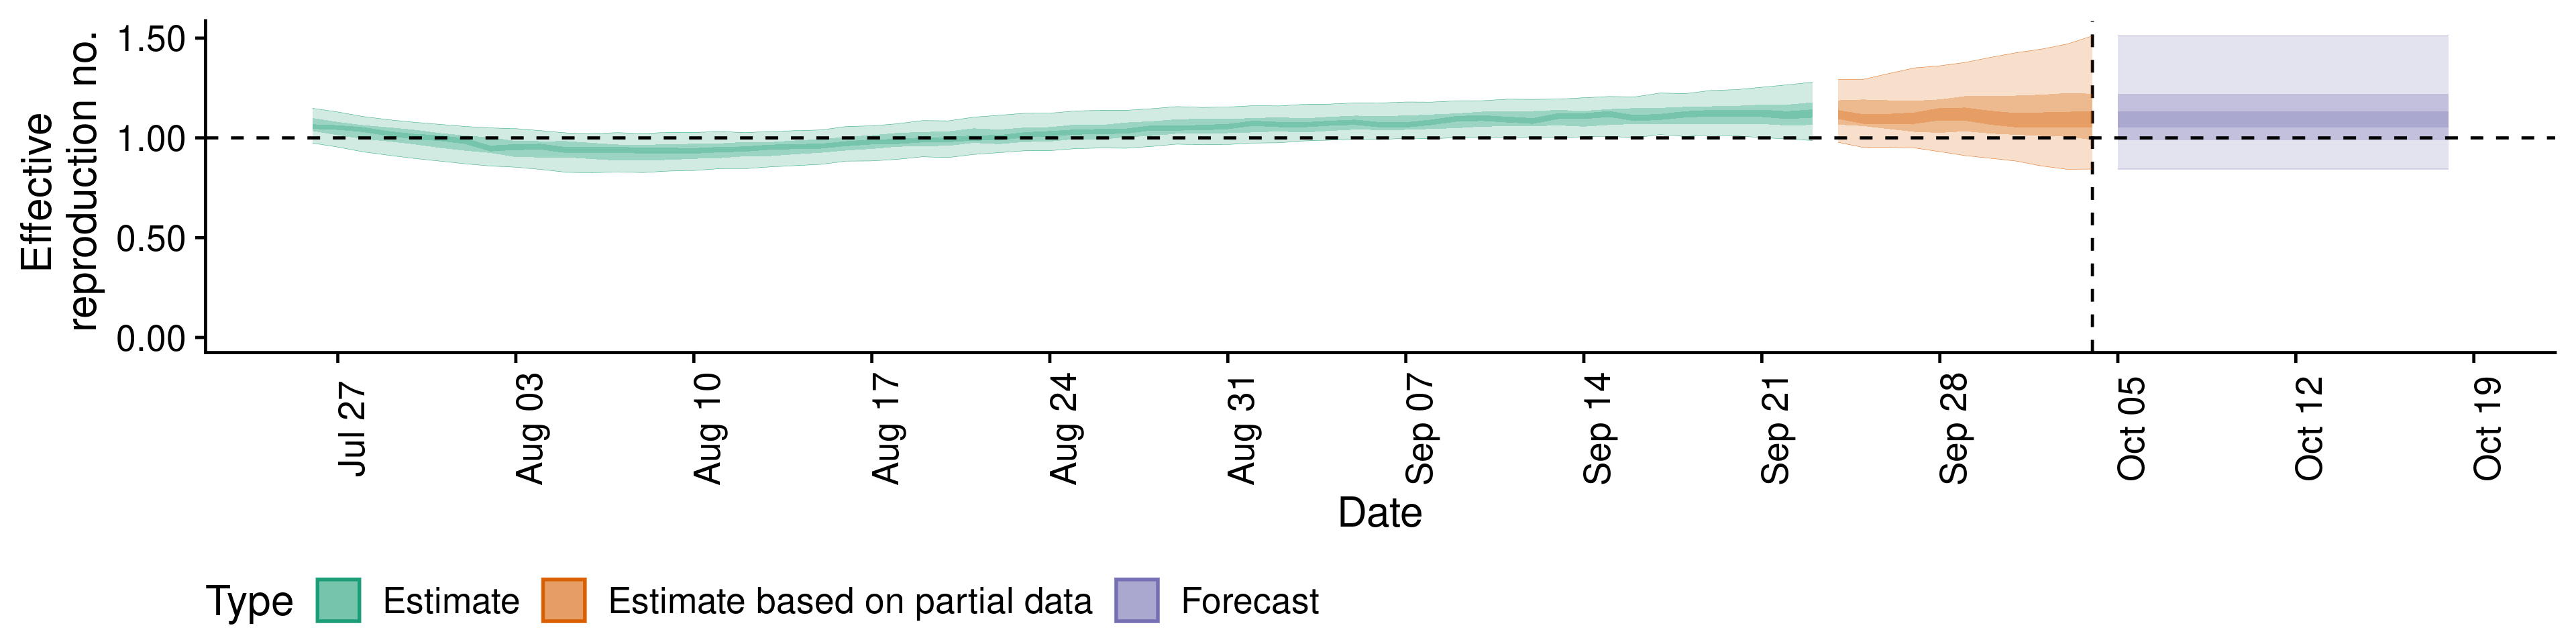 Effective
reproduction no.
1.50
1.00
0.50
0.00
Jul 27
Aug 03
Aug 10
Aug 17
Aug 24
Aug 31
Sep 07
Sep 14
Sep 21
Sep 28
Oct 05
Oct 12
Oct 19
Date
Type Estimate Estimate based on partial data Forecast